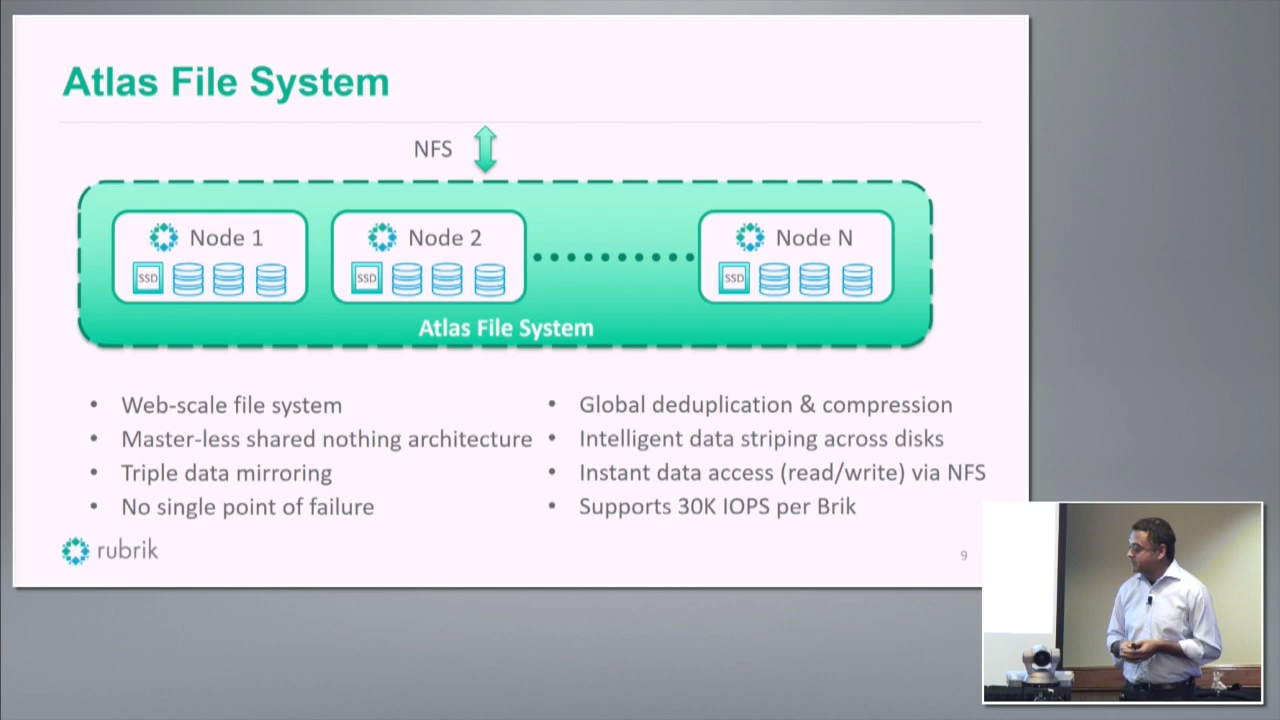 Atlas File System
NFS
Node 1
SSD
Node 2
SSD
Node N
SSD
Atlas File System
• Web-scale file system
• Master-less shared nothing architecture
• Triple data mirroring
• No single point of failure
• Global deduplication & compression
• Intelligent data striping across disks
• Instant data access (read/write) via NFS
• Supports 30K IOPS per Brik
rubrik
9